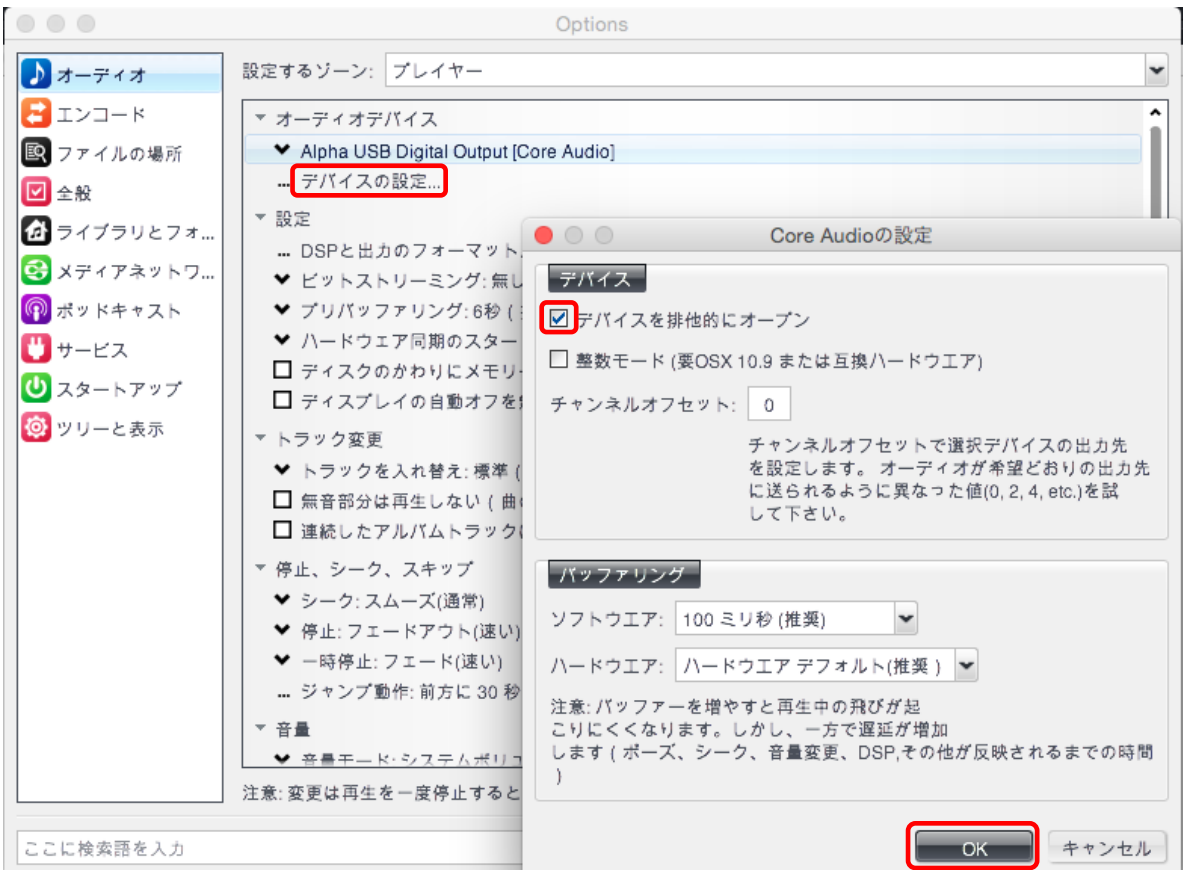 Options
オーディオ
エンコード
ファイルの場所
全般
ライブラリとフォ...
メディアネットワ...
ポッドキャスト
サービス
スタートアップ
ツリーと表示
設定するゾーン: プレイヤー
オーディオデバイス
Alpha USB Digital Output [Core Audio]
... デバイスの設定...
設定
... DSPと出力のフォーマット
ビットストリーミング: 無し
プリバッファリング: 6秒 (
ハードウェア同期のスター
ディスクのかわりにメモリ
ディスプレイの自動オフを
トラック変更
トラックを入れ替え: 標準 (
無音部分は再生しない ( 曲
連続したアルバムトラック
停止、シーク、スキップ
シーク: スムーズ(通常)
停止: フェードアウト(速い)
一時停止: フェード(速い)
... ジャンプ動作: 前方に 30 秒
音量
音量モード: システムボリュ
注意: 変更は再生を一度停止すると
ここに検索語を入力
Core Audioの設定
デバイス
デバイスを排他的にオープン
整数モード (要OSX 10.9 または互換ハードウエア)
チャンネルオフセット: 0
チャンネルオフセットで選択デバイスの出力先
を設定します。 オーディオが希望どおりの出力先
に送られるように異なった値(0, 2, 4, etc.)を試
して下さい。
バッファリング
ソフトウエア: 100 ミリ秒 (推奨)
ハードウエア: ハードウエア デフォルト(推奨 )
注意: バッファーを増やすと再生中の飛びが起
こりにくくなります。しかし、一方で遅延が増加
します ( ポーズ、シーク、音量変更、DSP,その他が反映されるまでの時間
)
OK
キャンセル